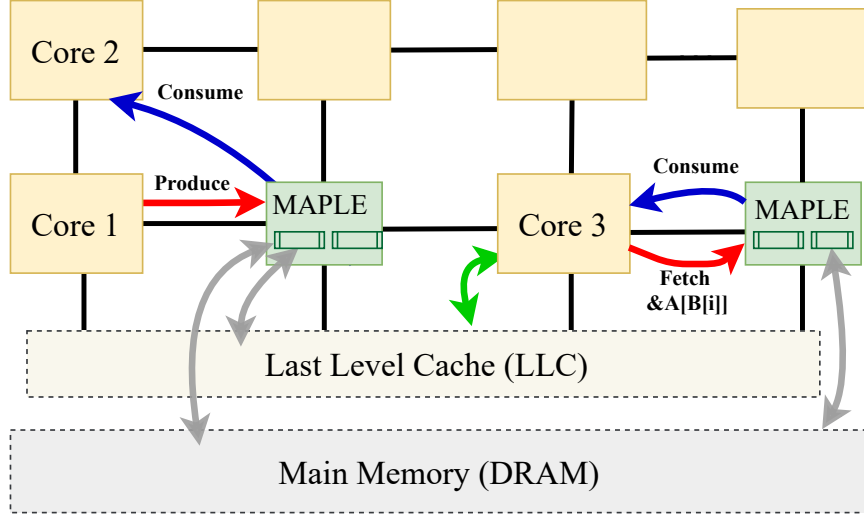 Core 2
Consume
Produce
Core 1
MAPLE
Core 3
Consume
MAPLE
Fetch
&A[B[i]]
Last Level Cache (LLC)
Main Memory (DRAM)